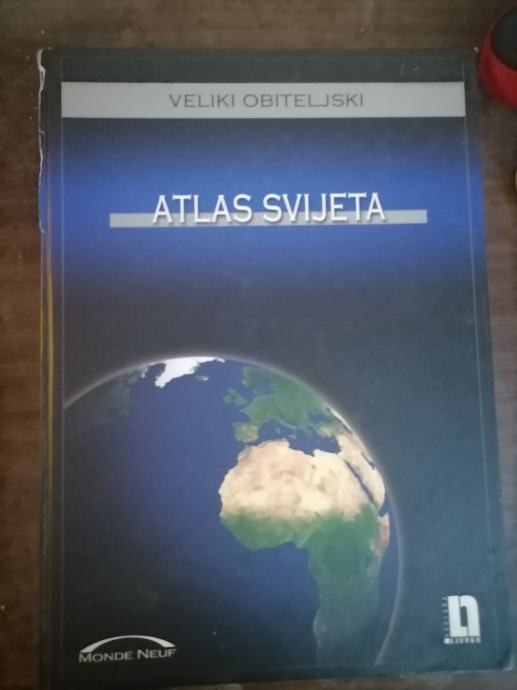 VELIKI OBITELJSKI
ATLAS SVIJETA
MONDE NEUF